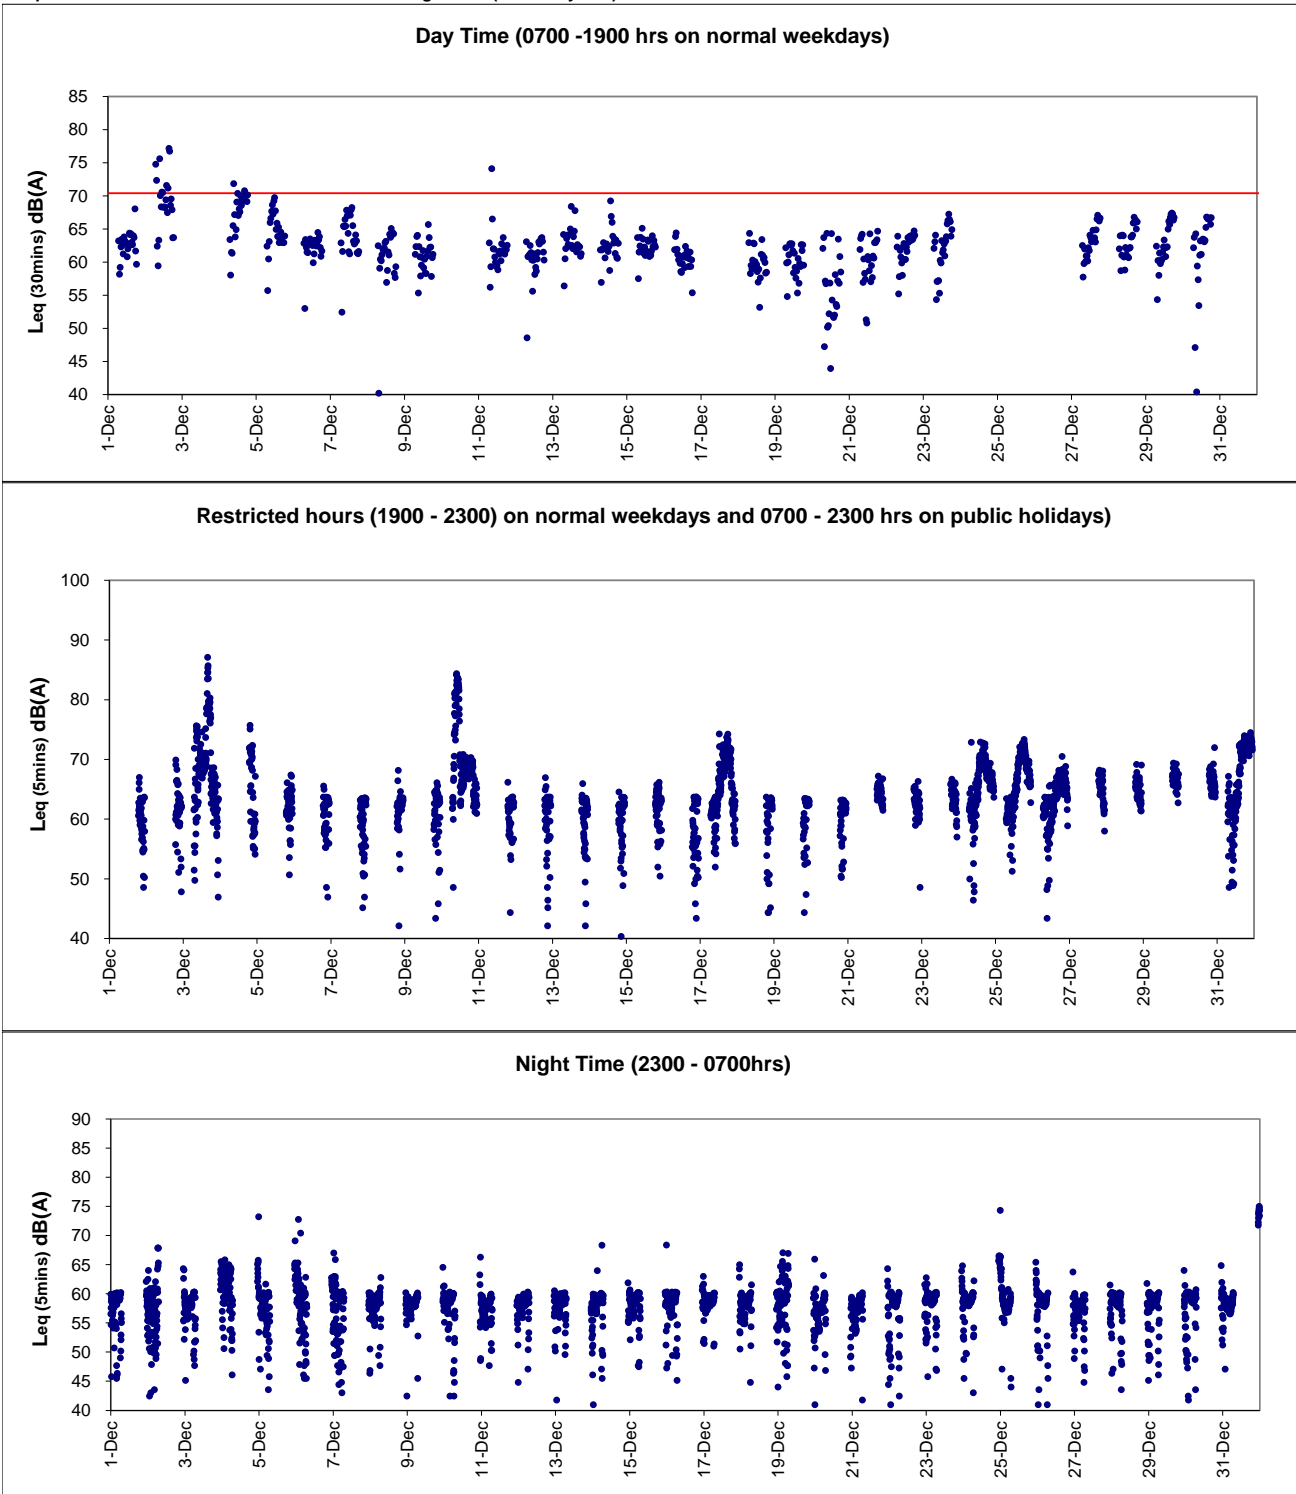 Day Time (0700 -1900 hrs on normal weekdays)
Leq (30mins) dB(A)
85
80
75
70
65
60
55
50
45
40
1-Dec
3-Dec
5-Dec
7-Dec
9-Dec
11-Dec
13-Dec
15-Dec
17-Dec
19-Dec
21-Dec
23-Dec
25-Dec
27-Dec
29-Dec
31-Dec
Restricted hours (1900 - 2300) on normal weekdays and 0700 - 2300 hrs on public holidays)
Leq (5mins) dB(A)
100
90
80
70
60
50
40
1-Dec
3-Dec
5-Dec
7-Dec
9-Dec
11-Dec
13-Dec
15-Dec
17-Dec
19-Dec
21-Dec
23-Dec
25-Dec
27-Dec
29-Dec
31-Dec
Night Time (2300 - 0700hrs)
Leq (5mins) dB(A)
90
85
80
75
70
65
60
55
50
45
40
1-Dec
3-Dec
5-Dec
7-Dec
9-Dec
11-Dec
13-Dec
15-Dec
17-Dec
19-Dec
21-Dec
23-Dec
25-Dec
27-Dec
29-Dec
31-Dec